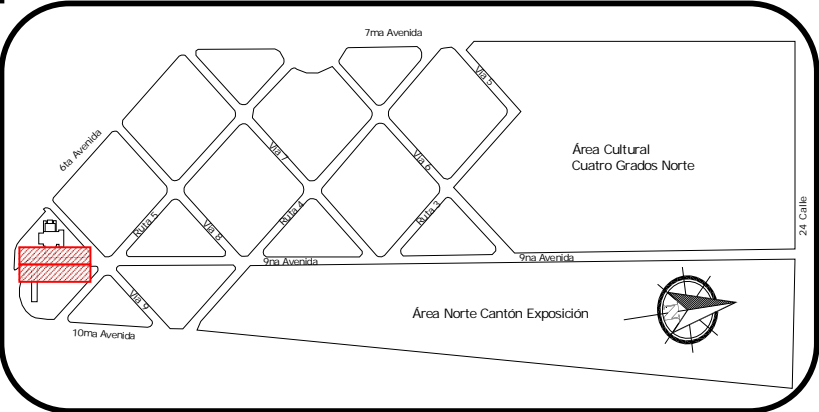 7ma Avenida
Vía 5
6ta Avenida
Vía 7
Vía 6
Área Cultural
Cuatro Grados Norte
Ruta 5
Vía 8
Ruta 4
Ruta 3
24 Calle
9na Avenida
9na Avenida
Vía 9
10ma Avenida
Área Norte Cantón Exposición